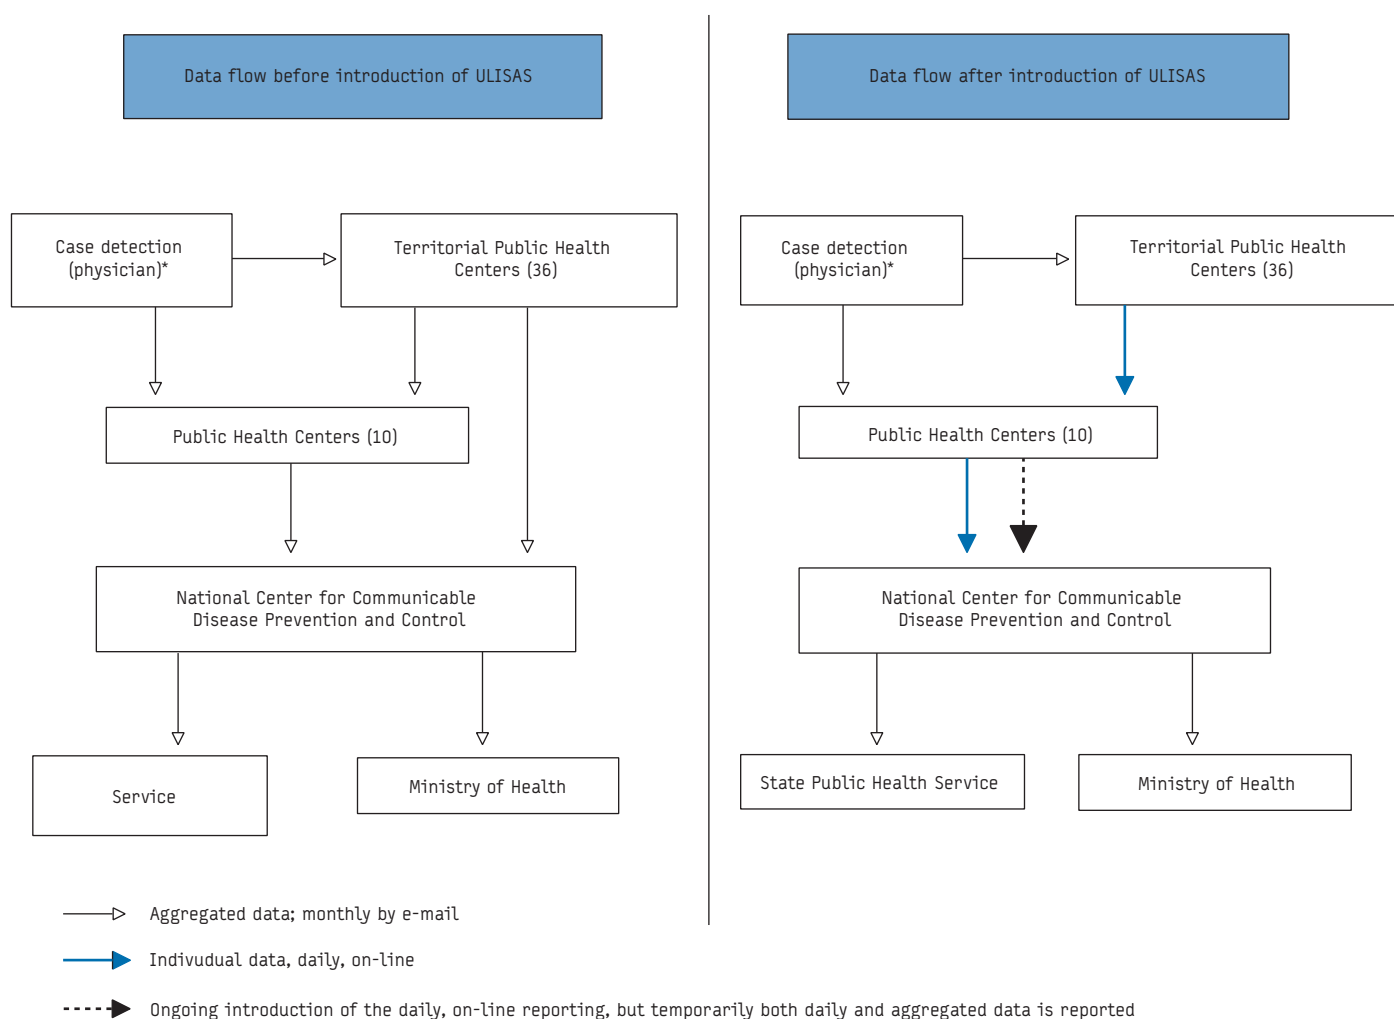 Data flow before introduction of ULISAS
Case detection
(physician)*
Territorial Public Health
Centers (36)
Public Health Centers (10)
National Center for Communicable
Disease Prevention and Control
Service
Ministry of Health
Data flow after introduction of ULISAS
Case detection
(physician)*
Territorial Public Health
Centers (36)
Public Health Centers (10)
National Center for Communicable
Disease Prevention and Control
State Public Health Service
Ministry of Health
Aggregated data; monthly by e-mail
Indivudual data, daily, on-line
Ongoing introduction of the daily, on-line reporting, but temporarily both daily and aggregated data is reported